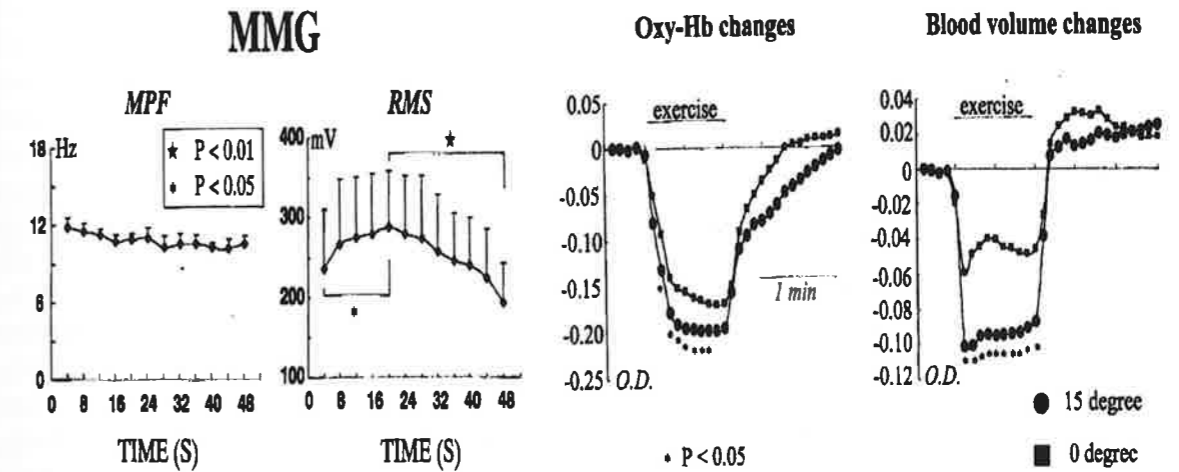 MMG
MPF
18 Hz
12
6
0
0 8 16 24 32 40 48
TIME (S)
★ P < 0.01
* P < 0.05
RMS
400 mV
300
200
100
★
*
0 8 16 24 32 40 48
TIME (S)
Oxy-Hb changes
0.05
0
-0.05
-0.10
-0.15
-0.20
-0.25
exercise
1 min
O.D.
* P < 0.05
Blood volume changes
0.04
0.02
0
-0.02
-0.04
-0.06
-0.08
-0.10
-0.12
exercise
O.D.
15 degree
0 degree